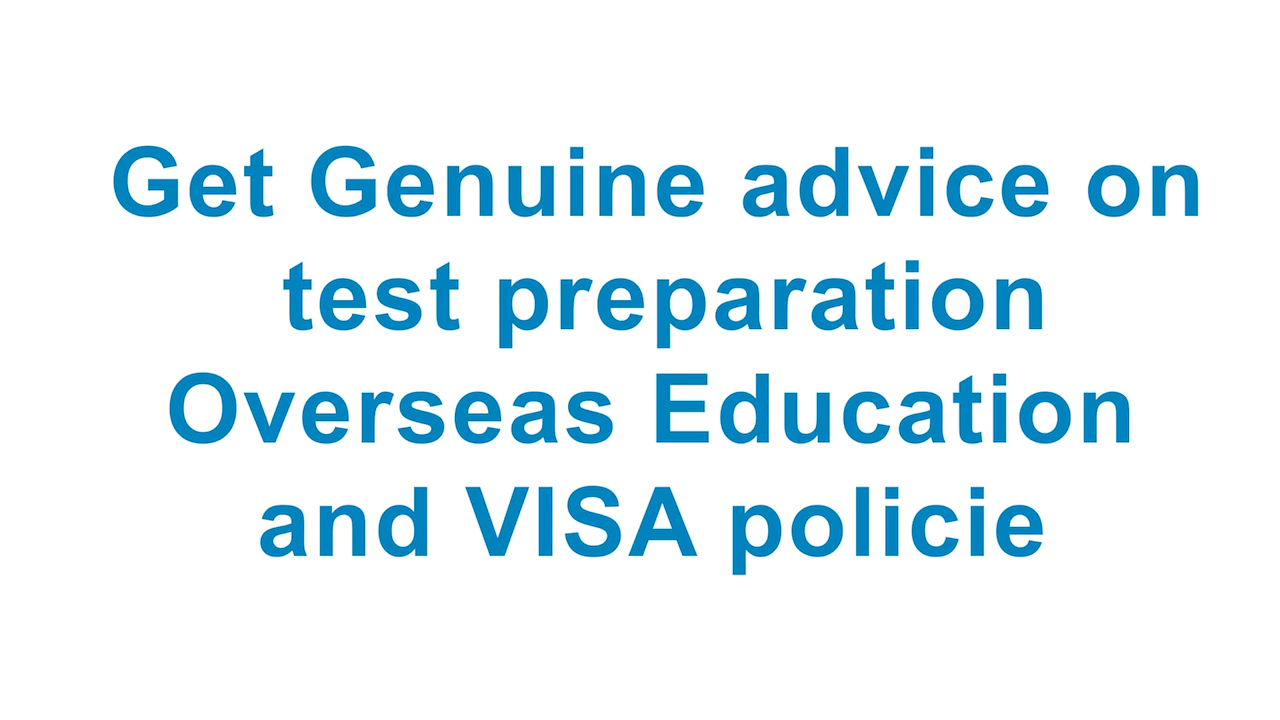 Get Genuine advice on
test preparation
Overseas Education
and VISA policie